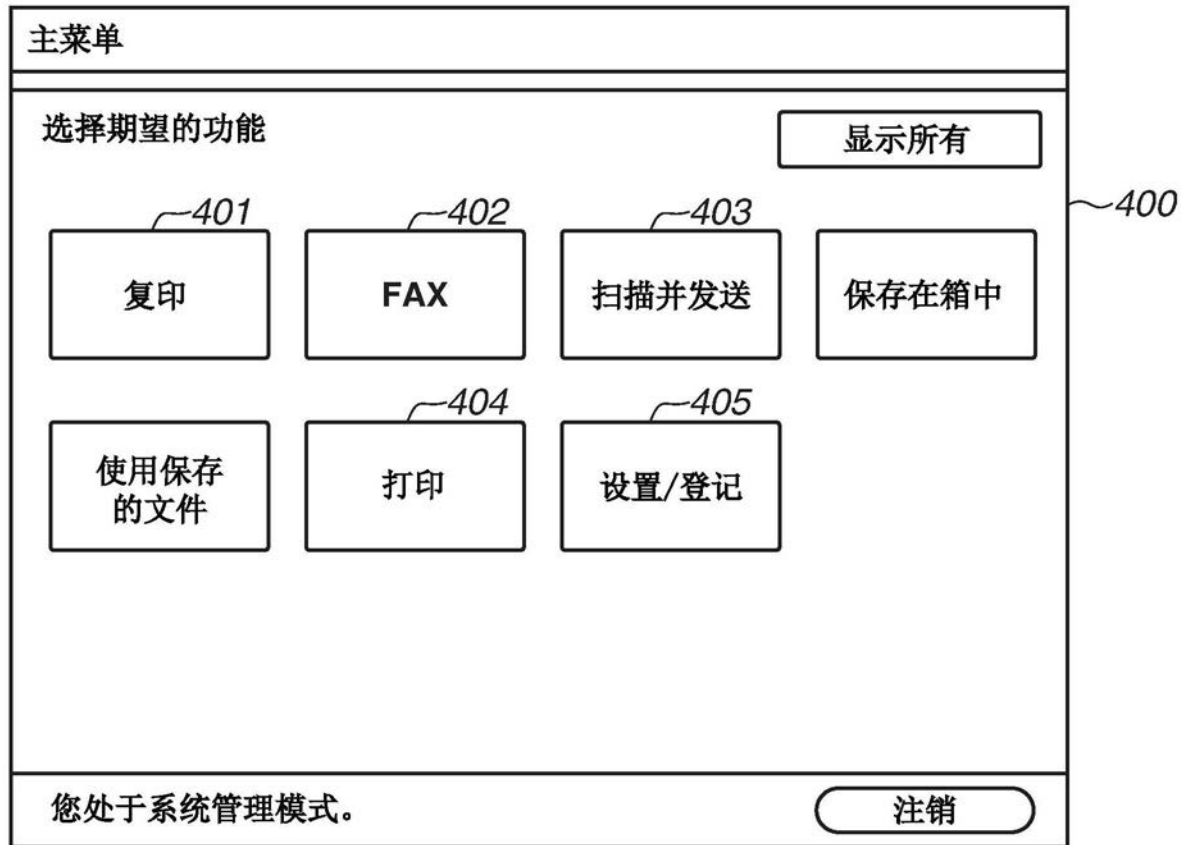 主菜单
选择期望的功能
显示所有
400
401
402
403
复印
FAX
扫描并发送
保存在箱中
404
405
使用保存
的文件
打印
设置/登记
您处于系统管理模式。
注销